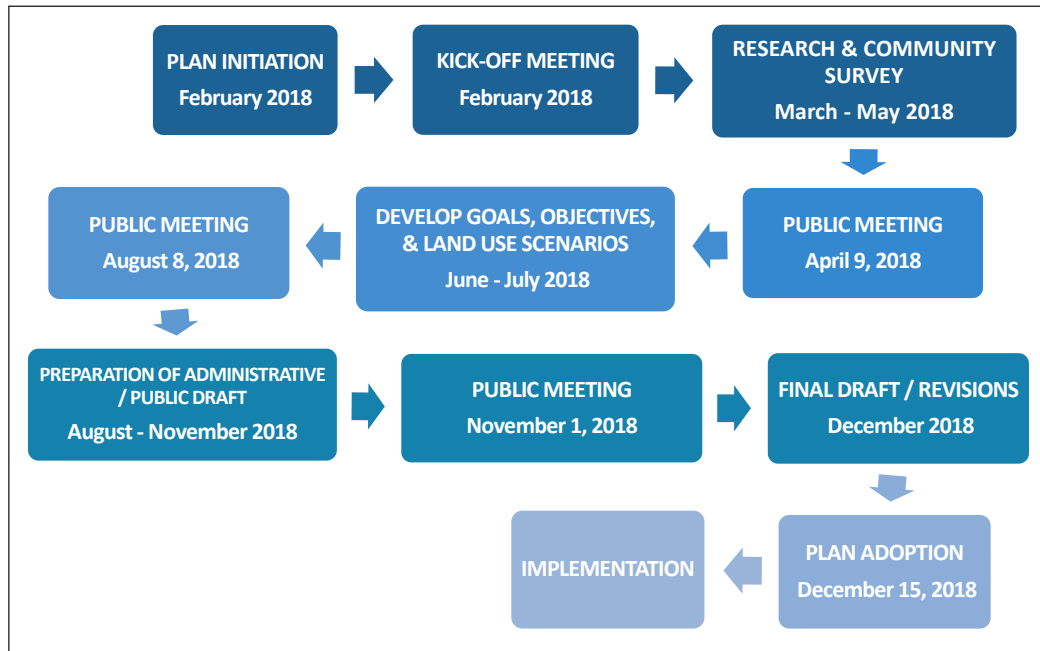 PLAN INITIATION
February 2018
KICK-OFF MEETING
February 2018
RESEARCH & COMMUNITY
SURVEY
March - May 2018
PUBLIC MEETING
April 9, 2018
DEVELOP GOALS, OBJECTIVES,
& LAND USE SCENARIOS
June - July 2018
PUBLIC MEETING
August 8, 2018
PREPARATION OF ADMINISTRATIVE
/ PUBLIC DRAFT
August - November 2018
PUBLIC MEETING
November 1, 2018
FINAL DRAFT / REVISIONS
December 2018
PLAN ADOPTION
December 15, 2018
IMPLEMENTATION